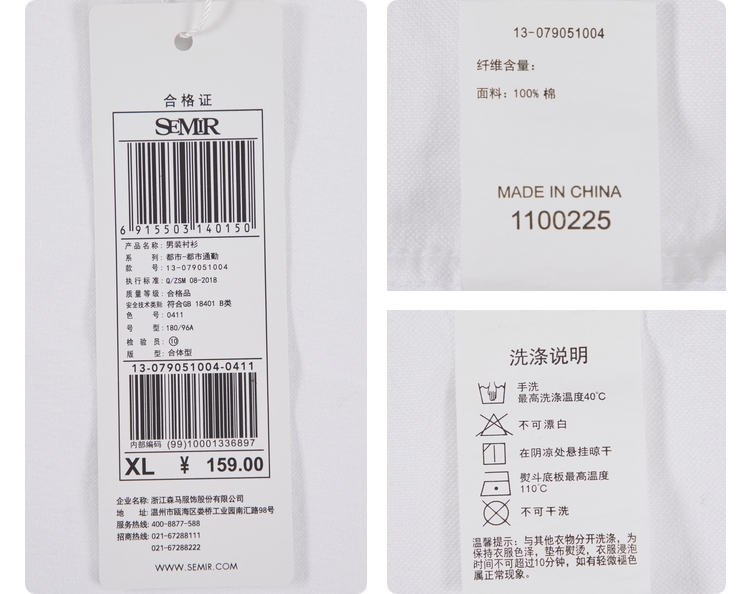 合格证
SEMIR
6 915503 140150
产品名称: 男装衬衫
系 列: 都市-都市通勤
款 号: 13-079051004
执行标准: Q/ZSM 08-2018
质量等级: 合格品
安全技术类别: 符合GB 18401 B类
色 号: 0411
号 型: 180/96A
检 验 员: ⑩
版 型: 合体型
13-079051004-0411
内部编码 (99)10001336897
XL ¥ 159.00
企业名称: 浙江森马服饰股份有限公司
地 址: 温州市瓯海区娄桥工业园南汇路98号
服务热线: 400-8877-588
招商热线: 021-67288111
021-67288222
WWW.SEMIR.COM
13-079051004
纤维含量:
面料: 100% 棉
MADE IN CHINA
1100225
洗涤说明
手洗
最高洗涤温度40℃
不可漂白
在阴凉处悬挂晾干
熨斗底板最高温度
110℃
不可干洗
温馨提示: 与其他衣物分开洗涤, 为
保持衣服色泽, 垫布熨烫, 衣服浸泡
时间不可超过10分钟, 如有轻微褪色
属正常现象。